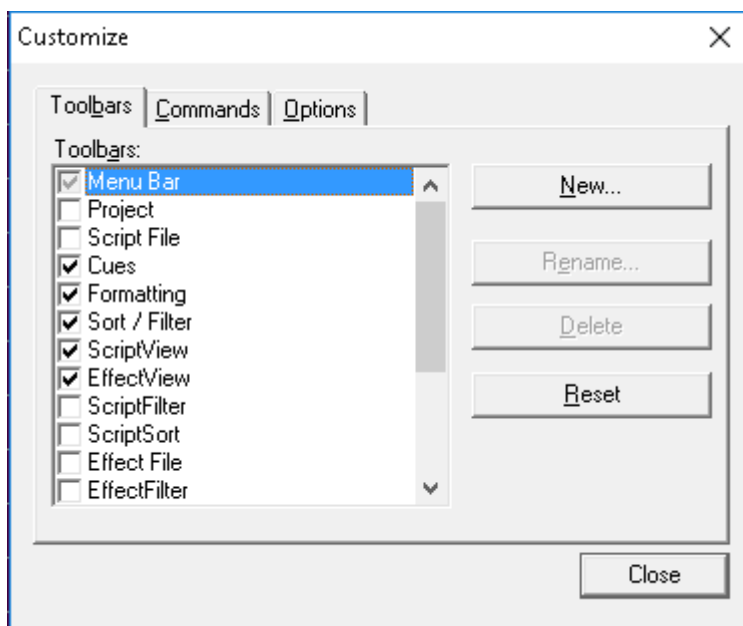 Customize
Toolbars Commands Options
Toolbars:
Menu Bar
Project
Script File
Cues
Formatting
Sort / Filter
ScriptView
EffectView
ScriptFilter
ScriptSort
Effect File
EffectFilter
New...
Rename...
Delete
Reset
Close